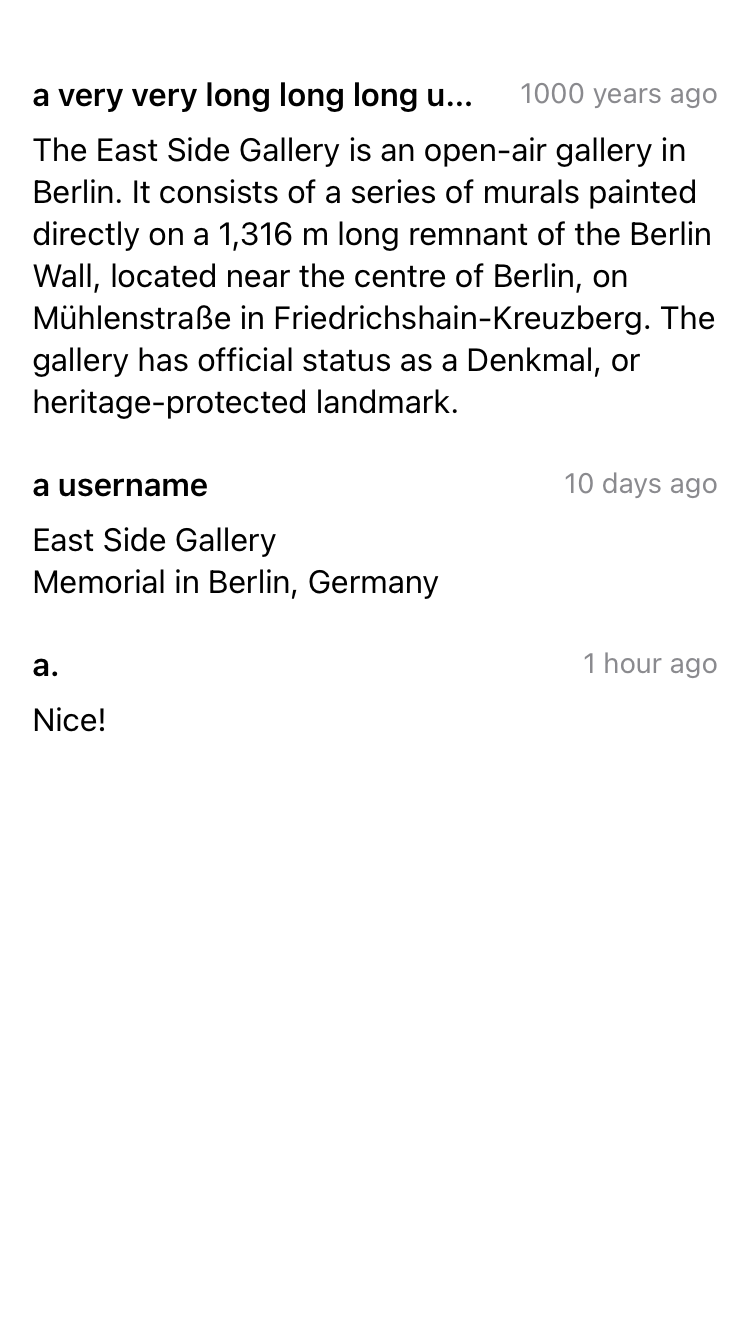 a very very long long long u... 1000 years ago
The East Side Gallery is an open-air gallery in
Berlin. It consists of a series of murals painted
directly on a 1,316 m long remnant of the Berlin
Wall, located near the centre of Berlin, on
Mühlenstraße in Friedrichshain-Kreuzberg. The
gallery has official status as a Denkmal, or
heritage-protected landmark.
a username 10 days ago
East Side Gallery
Memorial in Berlin, Germany
a. 1 hour ago
Nice!